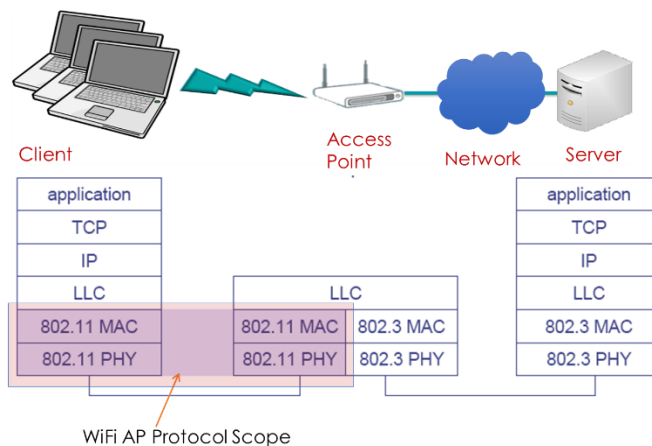 Client
Access
Point
Network
Server
application
TCP
IP
LLC
802.11 MAC
802.11 PHY
LLC
802.11 MAC
802.3 MAC
802.11 PHY
802.3 PHY
application
TCP
IP
LLC
802.3 MAC
802.3 PHY
WiFi AP Protocol Scope